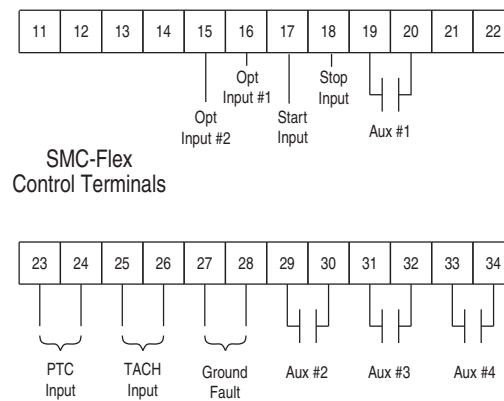 11 12 13 14 15 16 17 18 19 20 21 22
Opt
Input #1
Stop
Input
Opt
Input #2
Start
Input
Aux #1
SMC-Flex
Control Terminals
23 24 25 26 27 28 29 30 31 32 33 34
PTC
Input
TACH
Input
Ground
Fault
Aux #2
Aux #3
Aux #4